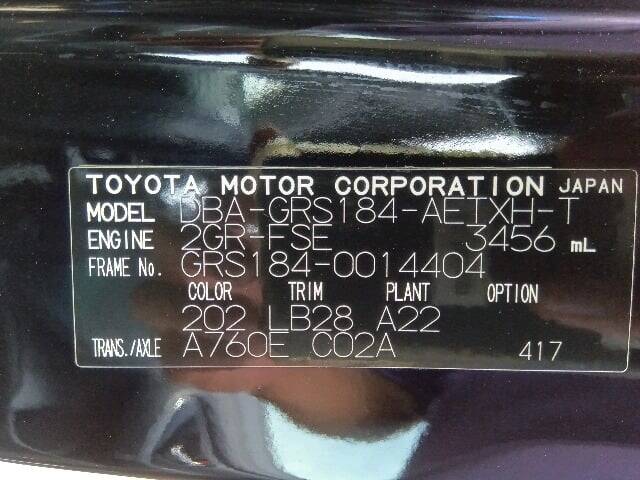 TOYOTA MOTOR CORPORATION JAPAN
MODEL DBA-GRS184-AETXH-T
ENGINE 2GR-FSE 3456 mL
FRAME No. GRS184-0014404
COLOR TRIM PLANT OPTION
202 LB28 A22
TRANS./AXLE A760E C02A 417